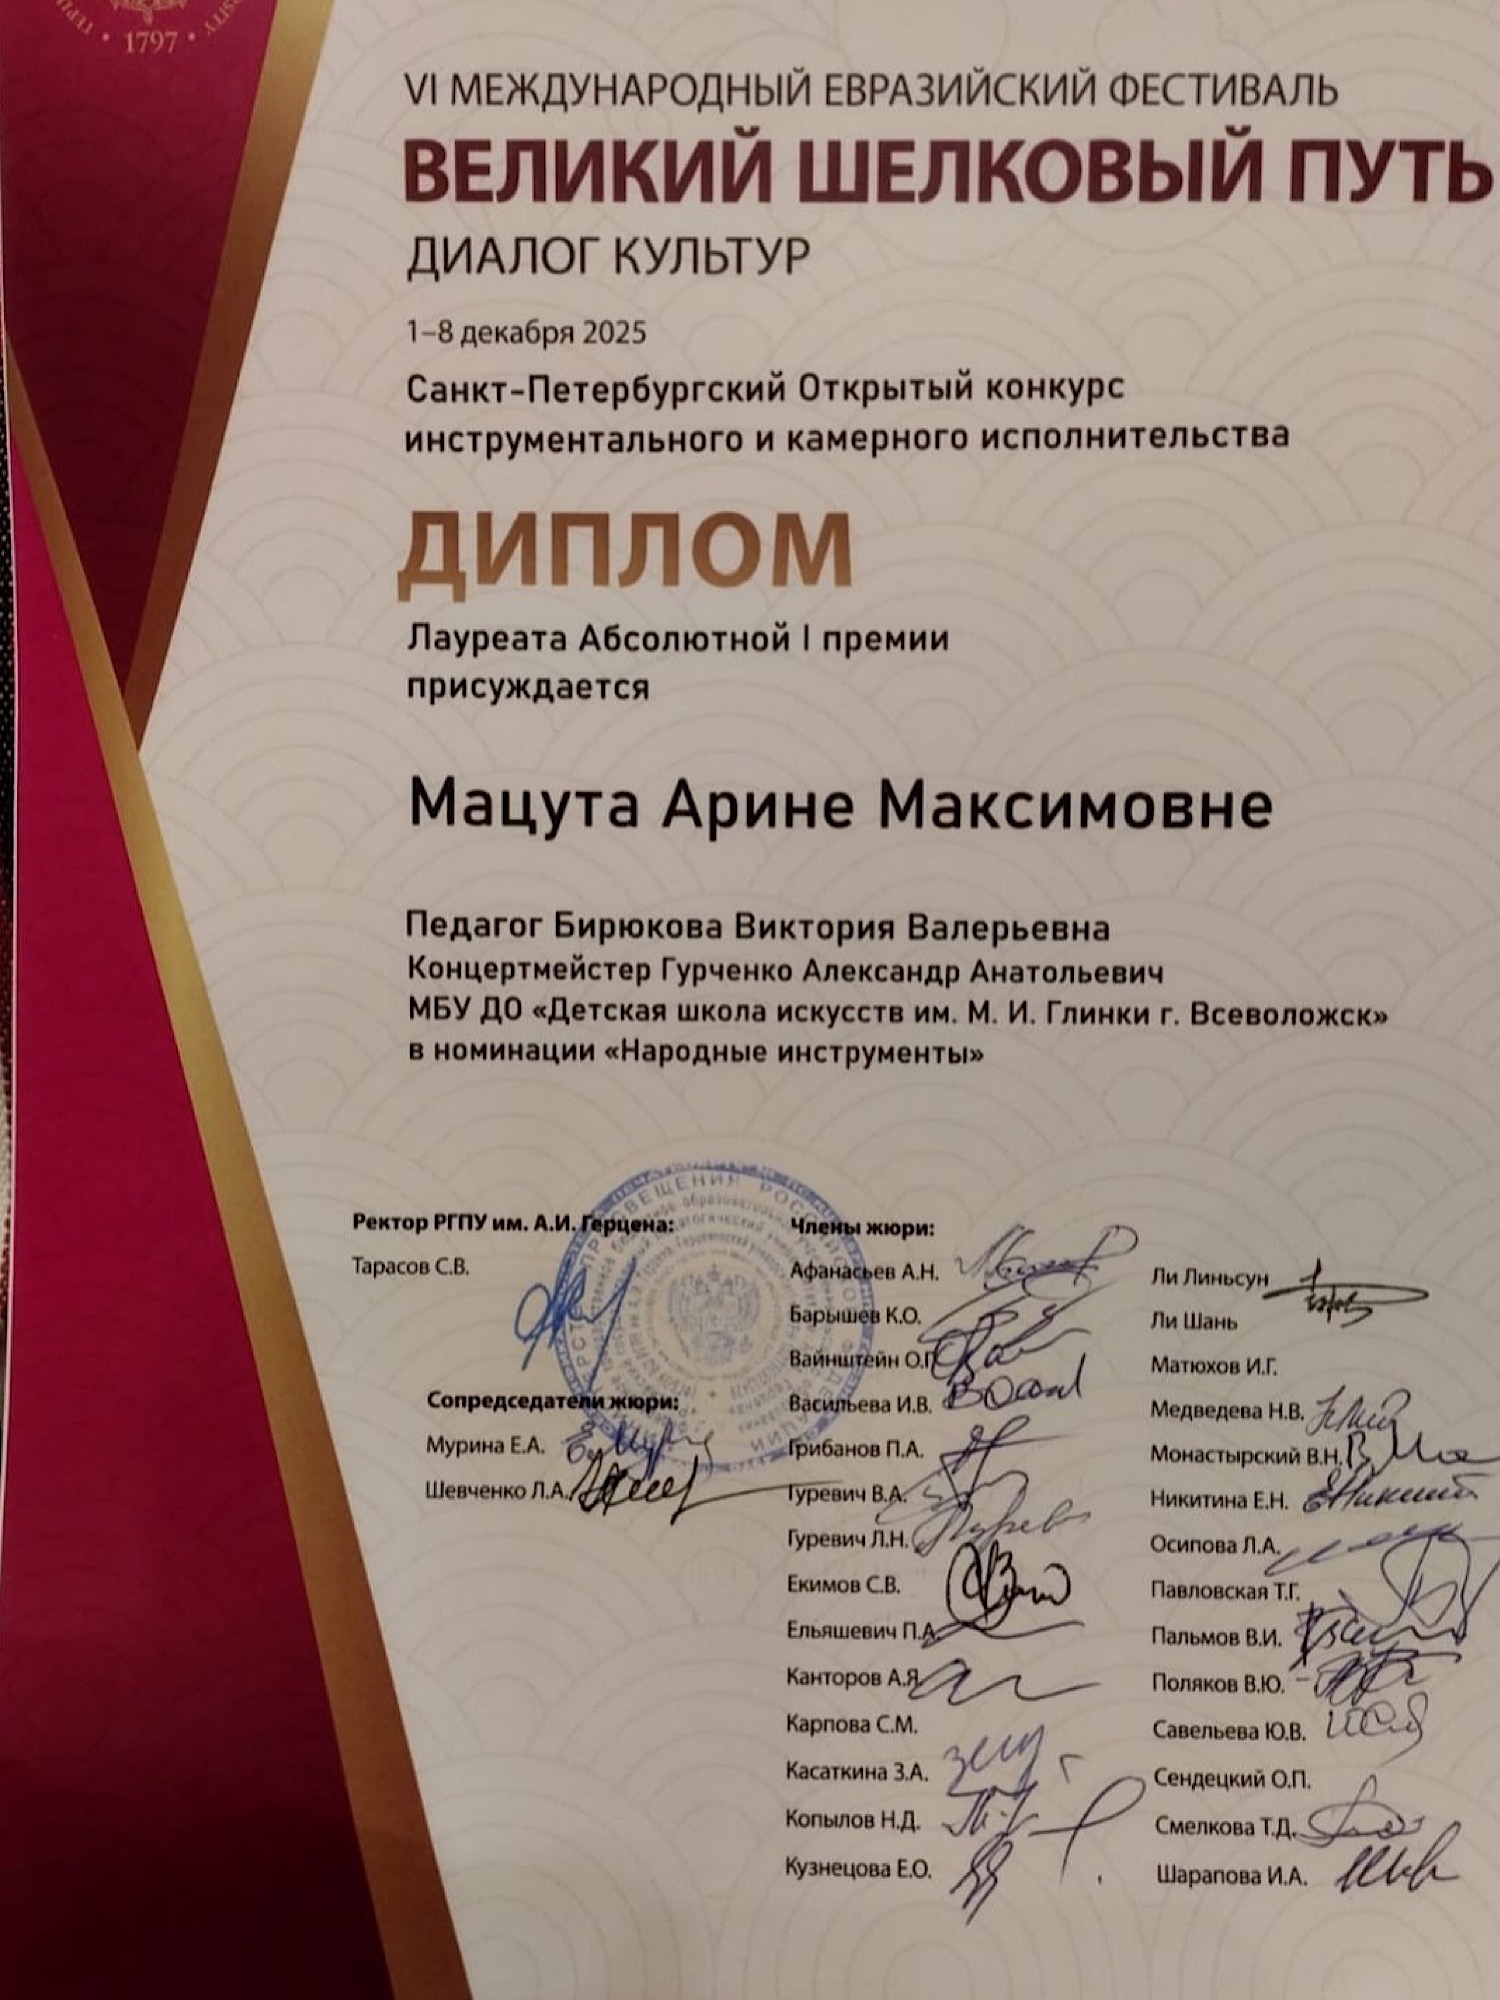 • 1797 •
VI МЕЖДУНАРОДНЫЙ ЕВРАЗИЙСКИЙ ФЕСТИВАЛЬ
ВЕЛИКИЙ ШЕЛКОВЫЙ ПУТЬ
ДИАЛОГ КУЛЬТУР
1–8 декабря 2025
Санкт-Петербургский Открытый конкурс
инструментального и камерного исполнительства
ДИПЛОМ
Лауреата Абсолютной I премии
присуждается
Мацута Арине Максимовне
Педагог Бирюкова Виктория Валерьевна
Концертмейстер Гурченко Александр Анатольевич
МБУ ДО «Детская школа искусств им. М. И. Глинки г. Всеволожск»
в номинации «Народные инструменты»
Ректор РГПУ им. А.И. Герцена:
Тарасов С.В.
Сопредседатели жюри:
Мурина Е.А.
Шевченко Л.А.
Члены жюри:
Афанасьев А.Н.
Барышев К.О.
Вайнштейн О.Г.
Васильева И.В.
Грибанов П.А.
Гуревич В.А.
Гуревич Л.Н.
Екимов С.В.
Ельяшевич П.А.
Канторов А.Я.
Карпова С.М.
Касаткина З.А.
Копылов Н.Д.
Кузнецова Е.О.
Ли Линьсун
Ли Шань
Матюхов И.Г.
Медведева Н.В.
Монастырский В.Н.
Никитина Е.Н.
Осипова Л.А.
Павловская Т.Г.
Пальмов В.И.
Поляков В.Ю.
Савельева Ю.В.
Сендецкий О.П.
Смелкова Т.Д.
Шарапова И.А.